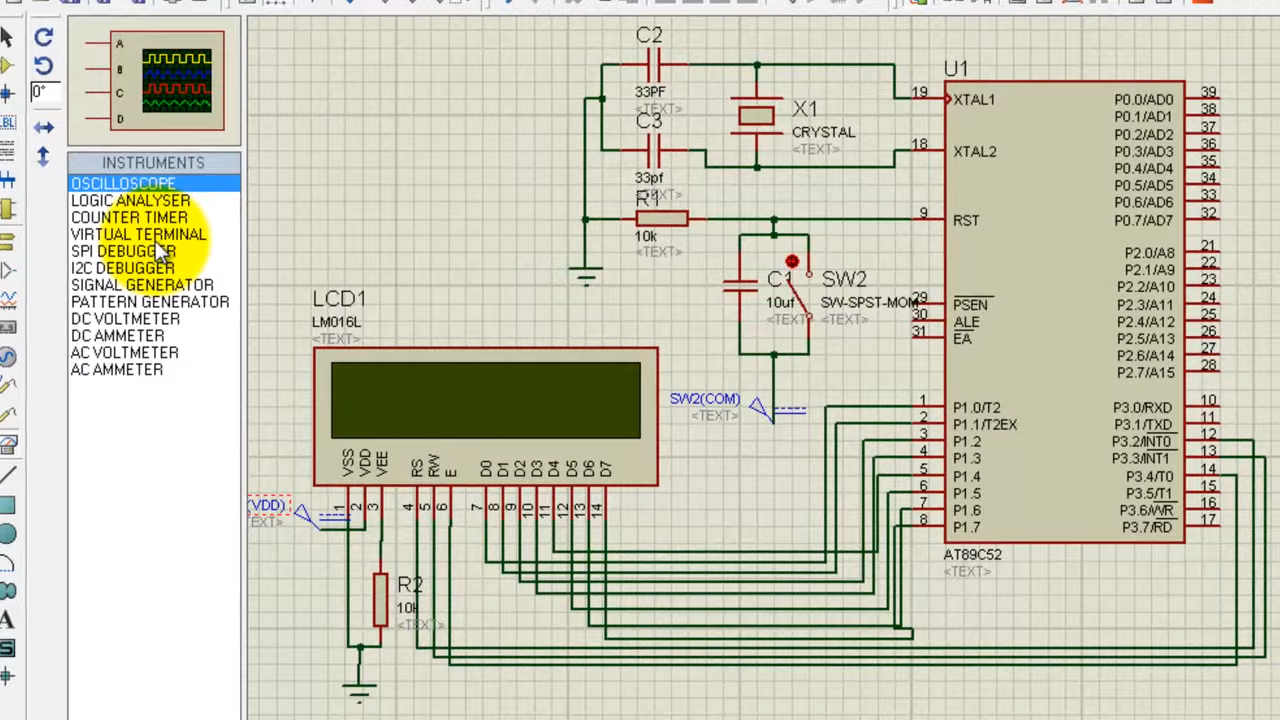 A
B
C
D
0°
LBL
INSTRUMENTS
OSCILLOSCOPE
LOGIC ANALYSER
COUNTER TIMER
VIRTUAL TERMINAL
SPI DEBUGGER
I2C DEBUGGER
SIGNAL GENERATOR
PATTERN GENERATOR
DC VOLTMETER
DC AMMETER
AC VOLTMETER
AC AMMETER
A
C2
33PF
<TEXT>
C3
33pf
<TEXT>
R1
10k
<TEXT>
X1
CRYSTAL
<TEXT>
C1
10uf
<TEXT>
SW2
SW-SPST-MOM
<TEXT>
SW2(COM)
<TEXT>
LCD1
LM016L
<TEXT>
VSS
VDD
VEE
RS
RW
E
D0
D1
D2
D3
D4
D5
D6
D7
1
2
3
4
5
6
7
8
9
10
11
12
13
14
(VDD)
EXT>
R2
10k
<TEXT>
U1
19 XTAL1
18 XTAL2
9 RST
29 PSEN
30 ALE
31 EA
1 P1.0/T2
2 P1.1/T2EX
3 P1.2
4 P1.3
5 P1.4
6 P1.5
7 P1.6
8 P1.7
P0.0/AD0 39
P0.1/AD1 38
P0.2/AD2 37
P0.3/AD3 36
P0.4/AD4 35
P0.5/AD5 34
P0.6/AD6 33
P0.7/AD7 32
P2.0/A8 21
P2.1/A9 22
P2.2/A10 23
P2.3/A11 24
P2.4/A12 25
P2.5/A13 26
P2.6/A14 27
P2.7/A15 28
P3.0/RXD 10
P3.1/TXD 11
P3.2/INT0 12
P3.3/INT1 13
P3.4/T0 14
P3.5/T1 15
P3.6/WR 16
P3.7/RD 17
AT89C52
<TEXT>